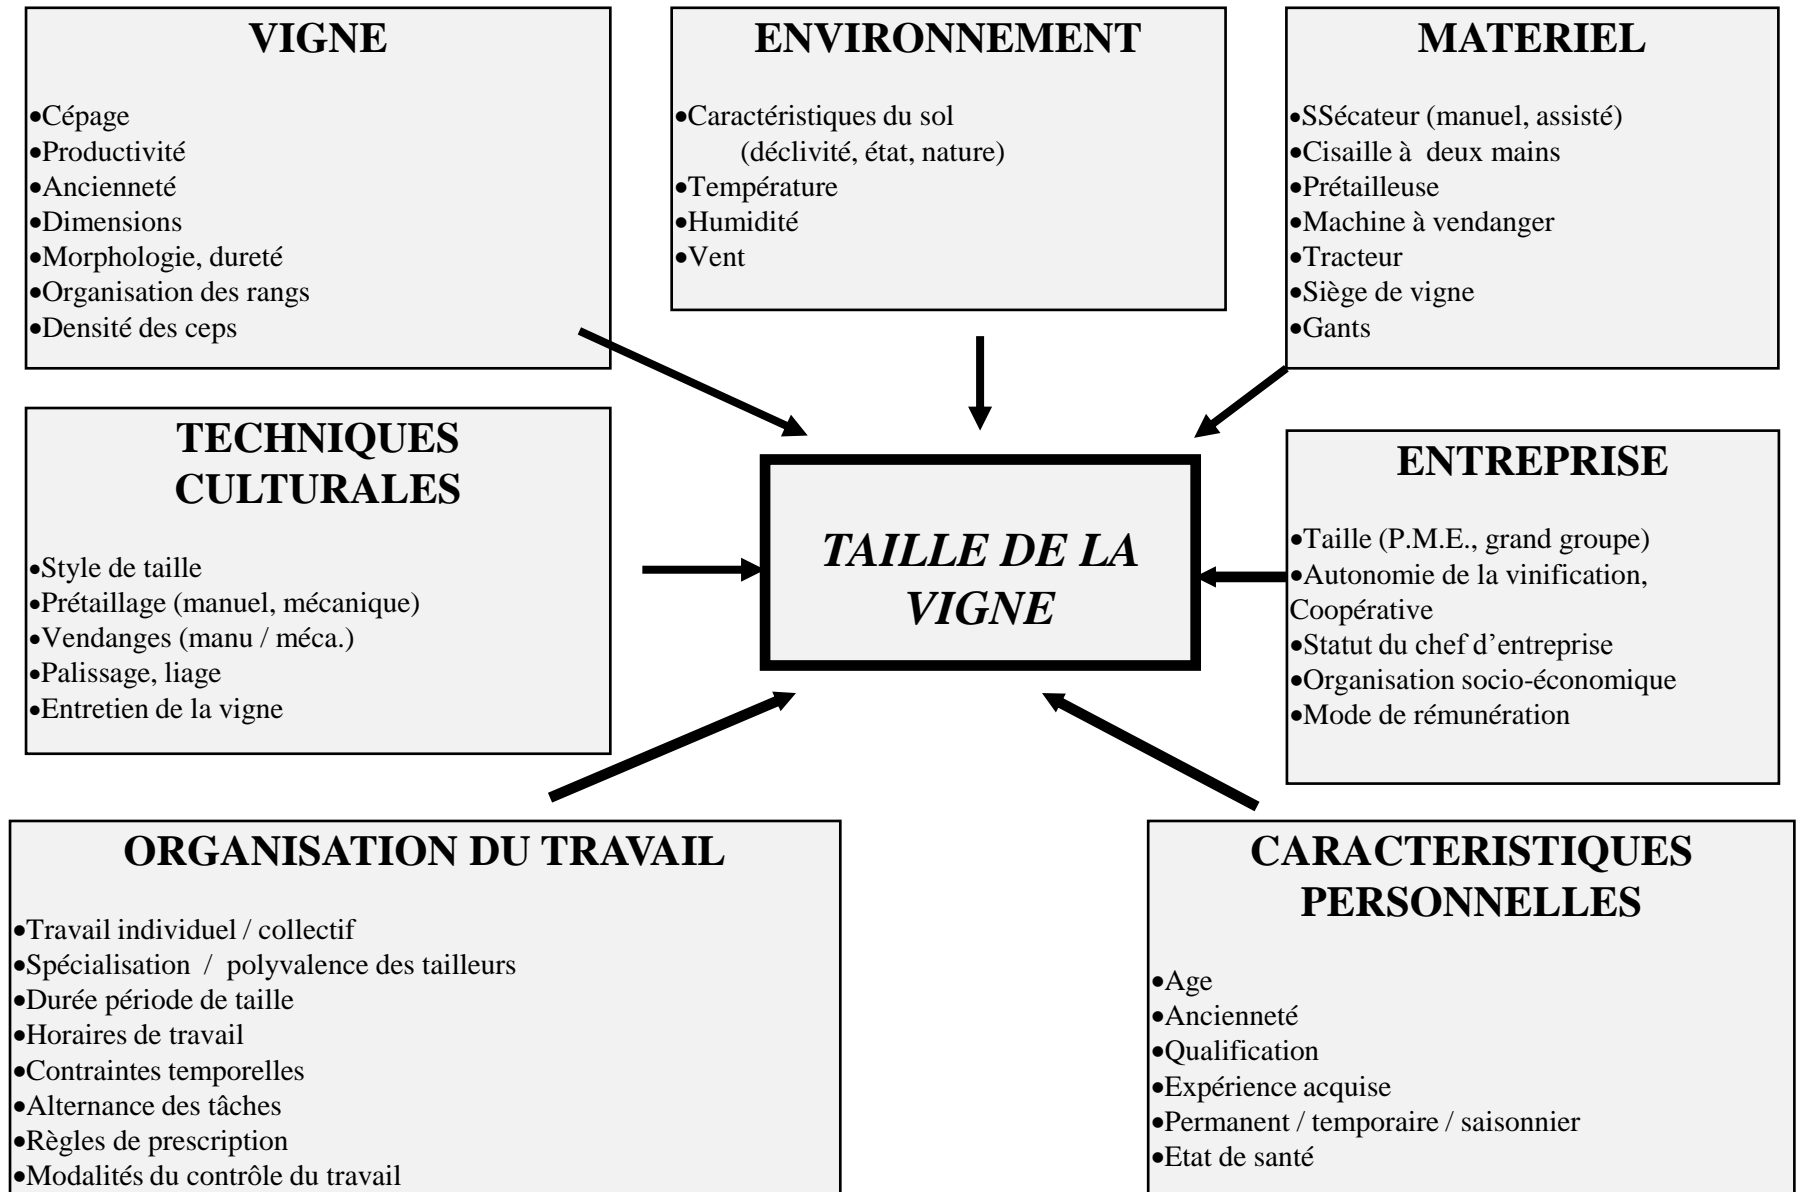 VIGNE
•Cépage
•Productivité
•Ancienneté
•Dimensions
•Morphologie, dureté
•Organisation des rangs
•Densité des ceps
ENVIRONNEMENT
•Caractéristiques du sol
(déclivité, état, nature)
•Température
•Humidité
•Vent
MATERIEL
•SSécateur (manuel, assisté)
•Cisaille à  deux mains
•Prétailleuse
•Machine à vendanger
•Tracteur
•Siège de vigne
•Gants
TECHNIQUES
CULTURALES
•Style de taille
•Prétaillage (manuel, mécanique)
•Vendanges (manu / méca.)
•Palissage, liage
•Entretien de la vigne
TAILLE DE LA
VIGNE
ENTREPRISE
•Taille (P.M.E., grand groupe)
•Autonomie de la vinification,
Coopérative
•Statut du chef d’entreprise
•Organisation socio-économique
•Mode de rémunération
ORGANISATION DU TRAVAIL
•Travail individuel / collectif
•Spécialisation  /  polyvalence des tailleurs
•Durée période de taille
•Horaires de travail
•Contraintes temporelles
•Alternance des tâches
•Règles de prescription
•Modalités du contrôle du travail
CARACTERISTIQUES
PERSONNELLES
•Age
•Ancienneté
•Qualification
•Expérience acquise
•Permanent / temporaire / saisonnier
•Etat de santé